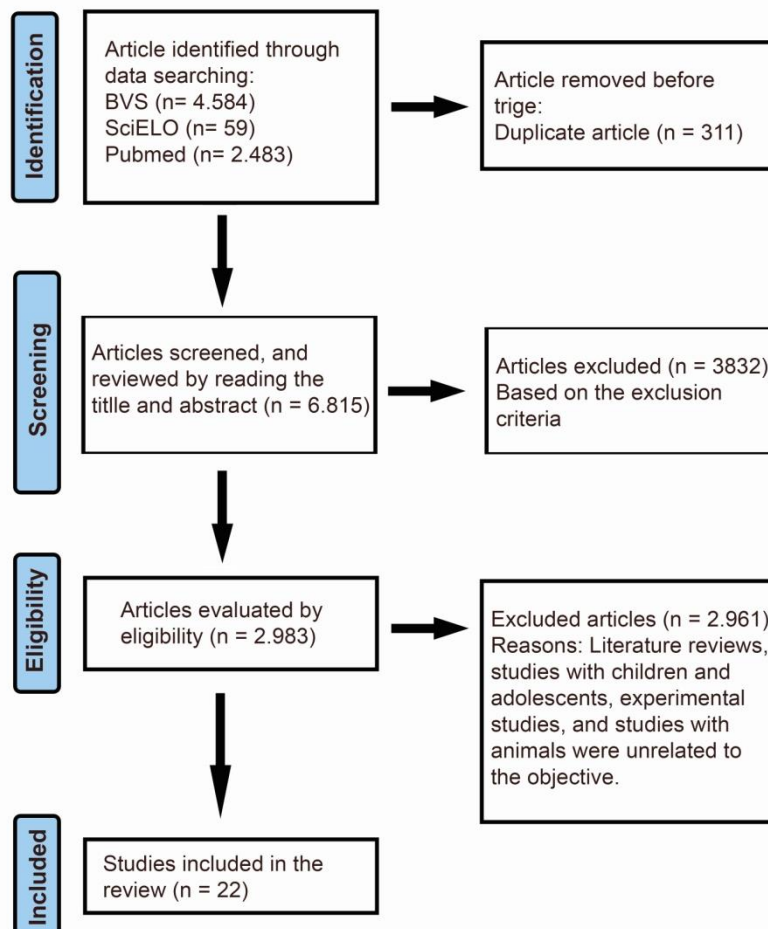 Identification
Article identified through
data searching:
BVS (n= 4.584)
SciELO (n= 59)
Pubmed (n= 2.483)
Article removed before
trige:
Duplicate article (n = 311)
Screening
Articles screened, and
reviewed by reading the
titlle and abstract (n = 6.815)
Articles excluded (n = 3832)
Based on the exclusion
criteria
Eligibility
Articles evaluated by
eligibility (n = 2.983)
Excluded articles (n = 2.961)
Reasons: Literature reviews,
studies with children and
adolescents, experimental
studies, and studies with
animals were unrelated to
the objective.
Included
Studies included in the
review (n = 22)